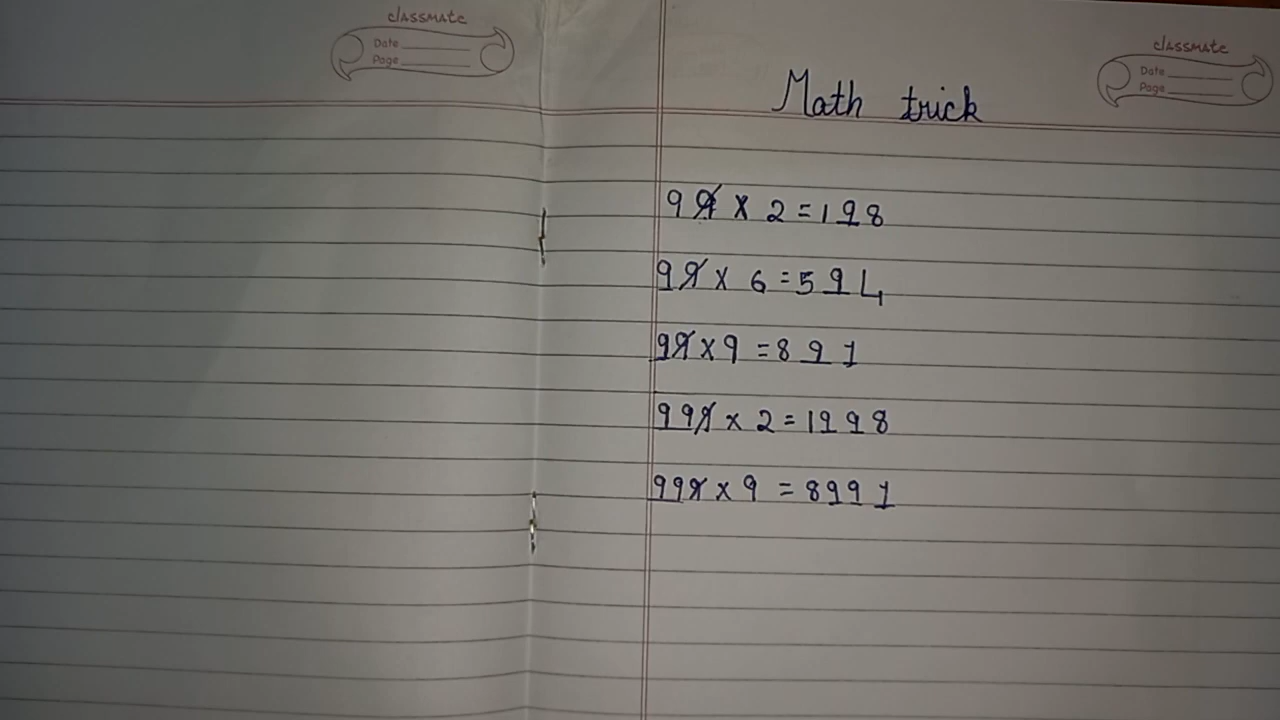 classmate
Date
Page
classmate
Date
Page
Math trick
99 x 2 = 198
99 x 6 = 594
99 x 9 = 891
999 x 2 = 1998
999 x 9 = 8991